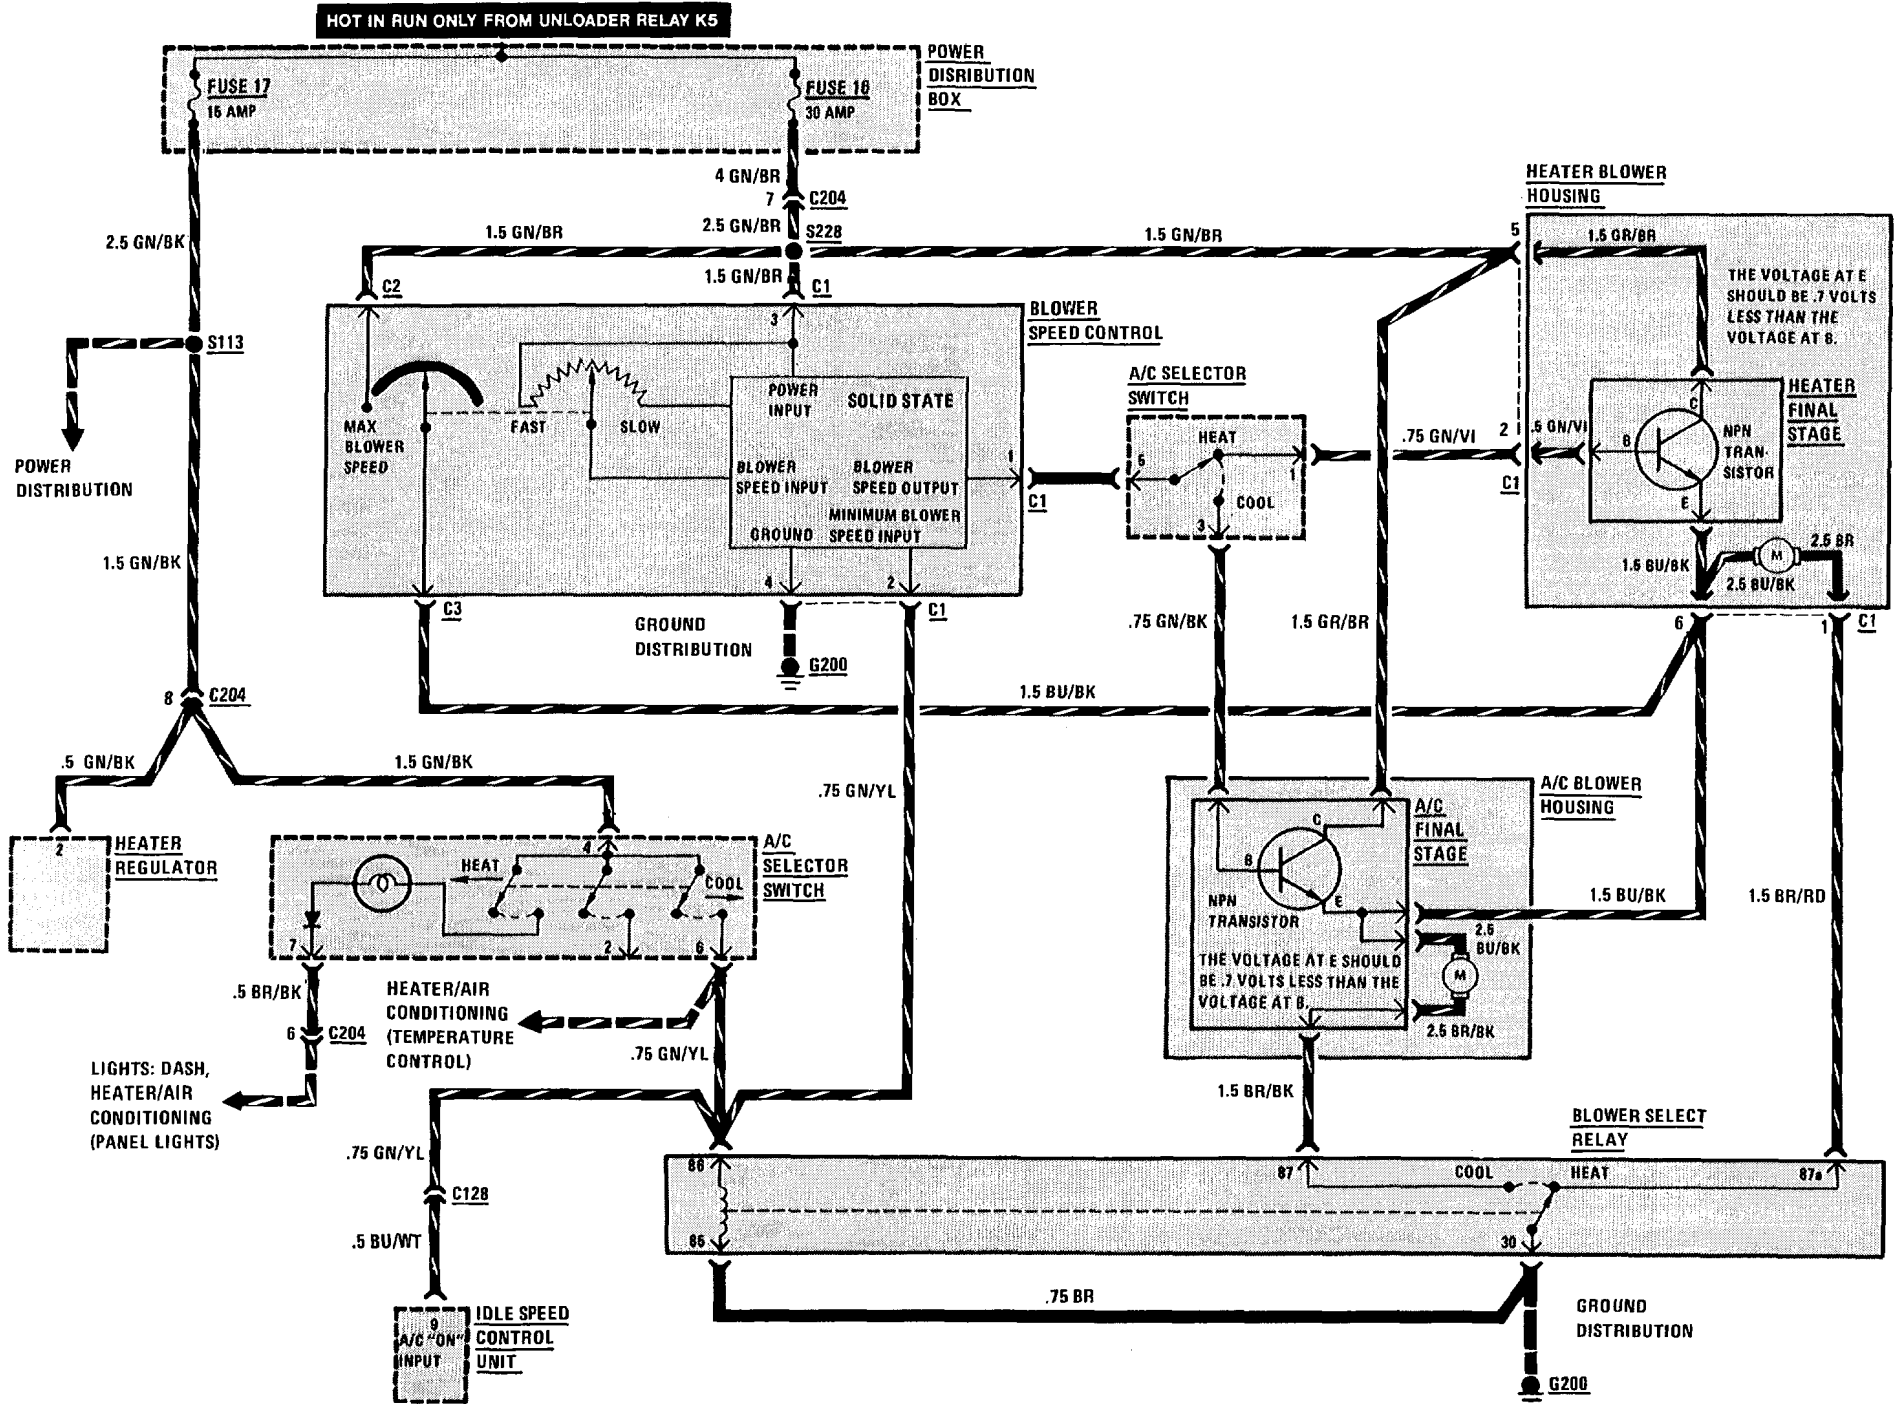 HOT IN RUN ONLY FROM UNLOADER RELAY K5
POWER
DISRIBUTION
BOX
FUSE 17
15 AMP
FUSE 16
30 AMP
4 GN/BR
7
C204
2.5 GN/BR
S228
1.5 GN/BR
1.5 GN/BR
1.5 GN/BR
C2
C1
2.5 GN/BK
S113
POWER
DISTRIBUTION
1.5 GN/BK
8
C204
.5 GN/BK
1.5 GN/BK
BLOWER
SPEED CONTROL
3
MAX
BLOWER
SPEED
FAST
SLOW
POWER
INPUT
SOLID STATE
BLOWER
SPEED INPUT
BLOWER
SPEED OUTPUT
MINIMUM BLOWER
SPEED INPUT
GROUND
1
4
2
C1
C3
C1
GROUND
DISTRIBUTION
G200
A/C SELECTOR
SWITCH
HEAT
5
COOL
1
3
.75 GN/VI
HEATER BLOWER
HOUSING
5
1.5 GR/BR
THE VOLTAGE AT E
SHOULD BE .7 VOLTS
LESS THAN THE
VOLTAGE AT B.
2
C1
.5 GN/VI
HEATER
FINAL
STAGE
C
B
E
NPN
TRAN-
SISTOR
1.5 BU/BK
M
2.5 BR
2.5 BU/BK
6
1
C1
.75 GN/BK
1.5 GR/BR
1.5 BU/BK
.75 GN/YL
HEATER
REGULATOR
2
A/C
SELECTOR
SWITCH
4
HEAT
COOL
7
2
6
.5 BR/BK
6
C204
LIGHTS: DASH,
HEATER/AIR
CONDITIONING
(PANEL LIGHTS)
HEATER/AIR
CONDITIONING
(TEMPERATURE
CONTROL)
.75 GN/YL
.75 GN/YL
C128
.5 BU/WT
9
A/C "ON"
INPUT
IDLE SPEED
CONTROL
UNIT
A/C BLOWER
HOUSING
A/C
FINAL
STAGE
C
B
E
NPN
TRANSISTOR
THE VOLTAGE AT E SHOULD
BE .7 VOLTS LESS THAN THE
VOLTAGE AT B.
2.5
BU/BK
M
2.5 BR/BK
1.5 BU/BK
1.5 BR/RD
1.5 BR/BK
BLOWER SELECT
RELAY
86
87
COOL
HEAT
87a
85
30
.75 BR
GROUND
DISTRIBUTION
G200